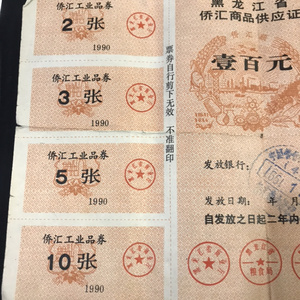 侨汇工业品券
2 张
1990
侨汇工业品券
3 张
1990
侨汇工业品券
5 张
1990
侨汇工业品券
10 张
1990
票券自行剪下无效 不准翻印
黑龙江省
侨汇商品供应证
壹百元
发放银行：
发放日期： 年 月
自发放之日起二年内
粮食局